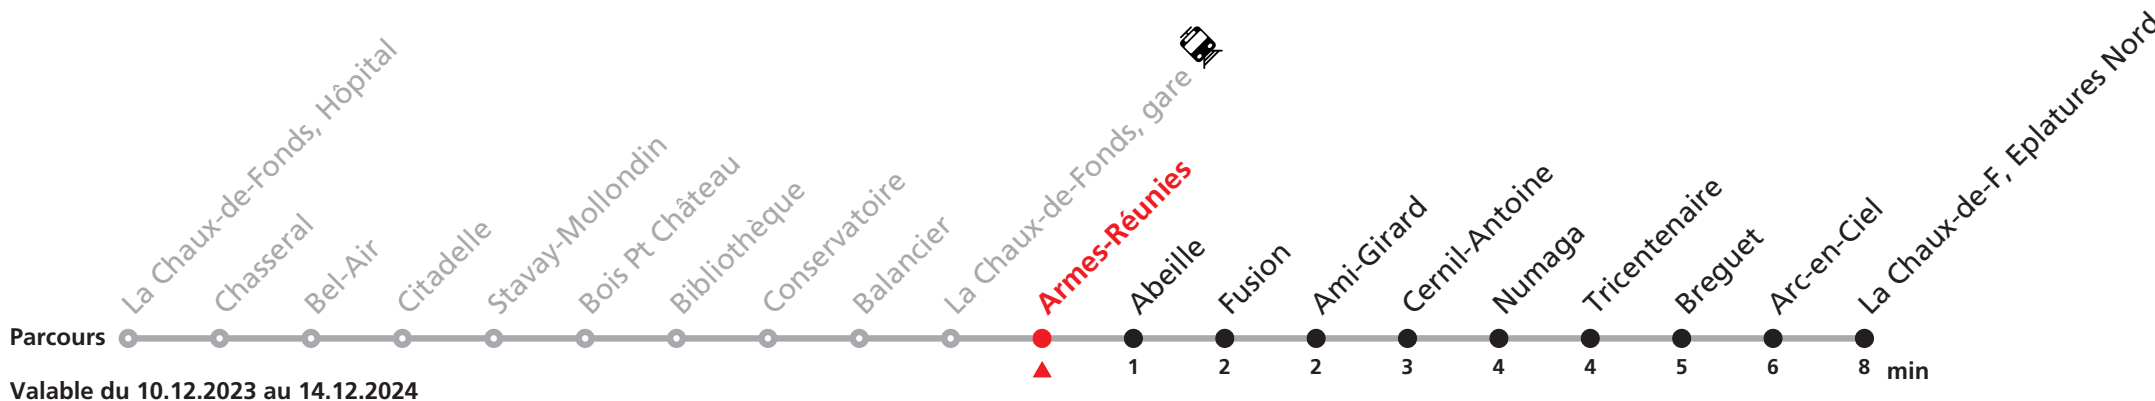 La Chaux-de-Fonds, Hôpital
Chasseral
Bel-Air
Citadelle
Stavay-Mollondin
Bois Pt Château
Bibliothèque
Conservatoire
Balancier
La Chaux-de-Fonds, gare
Armes-Réunies
Abeille
Fusion
Ami-Girard
Cernil-Antoine
Numaga
Tricentenaire
Breguet
Arc-en-Ciel
La Chaux-de-F, Eplatures Nord
Parcours
1 2 2 3 4 4 5 6 8 min
Valable du 10.12.2023 au 14.12.2024